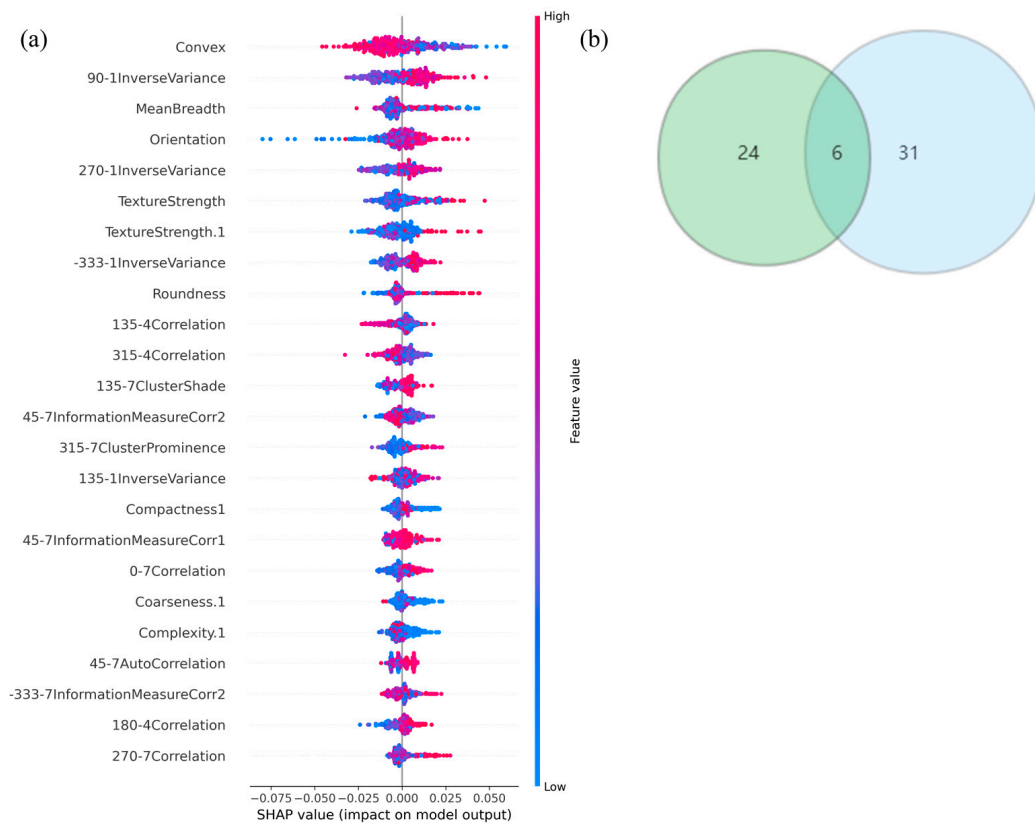 (a)
Convex
90-1InverseVariance
MeanBreadth
Orientation
270-1InverseVariance
TextureStrength
TextureStrength.1
-333-1InverseVariance
Roundness
135-4Correlation
315-4Correlation
135-7ClusterShade
45-7InformationMeasureCorr2
315-7ClusterProminence
135-1InverseVariance
Compactness1
45-7InformationMeasureCorr1
0-7Correlation
Coarseness.1
Complexity.1
45-7AutoCorrelation
-333-7InformationMeasureCorr2
180-4Correlation
270-7Correlation
-0.075 -0.050 -0.025 0.000 0.025 0.050
SHAP value (impact on model output)
High
Feature value
Low
(b)
24 6 31